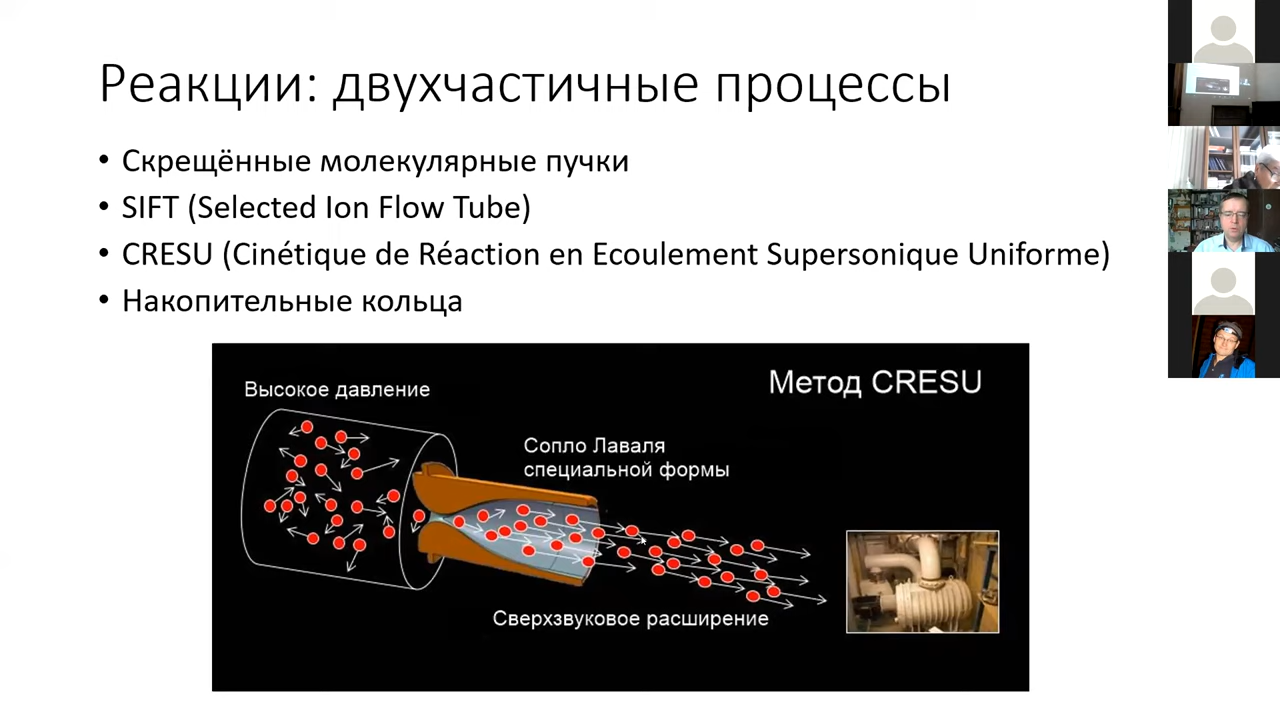 Реакции: двухчастичные процессы
• Скрещённые молекулярные пучки
• SIFT (Selected Ion Flow Tube)
• CRESU (Cinétique de Réaction en Ecoulement Supersonique Uniforme)
• Накопительные кольца
Метод CRESU
Высокое давление
Сопло Лаваля
специальной формы
Сверхзвуковое расширение